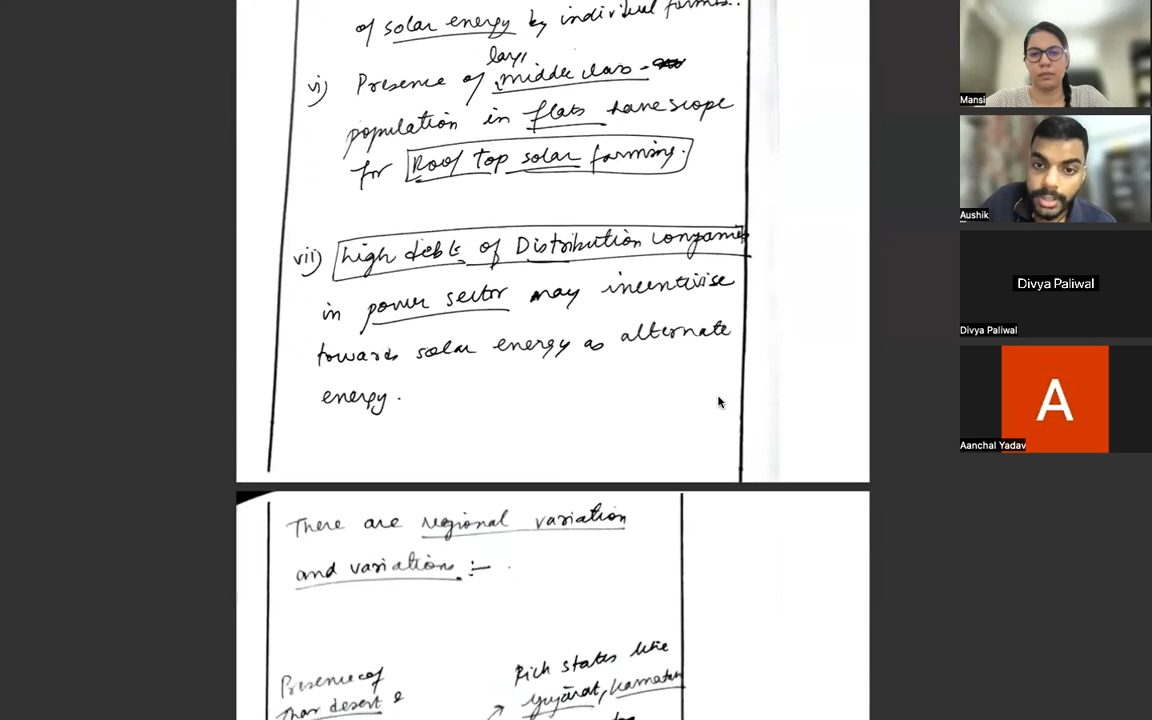 of solar energy by individual farmers.
large
vi) Presence of middle class -
population in flats have scope
for Roof Top solar farming.
vii) High debts of Distribution companies
in power sector may incentivise
towards solar energy as alternate
energy.
There are regional variation
and variations :-
Presence of
Thar desert &
Rich states like
Gujarat, Karnataka
Mansi
Aushik
Divya Paliwal
Divya Paliwal
A
Aanchal Yadav